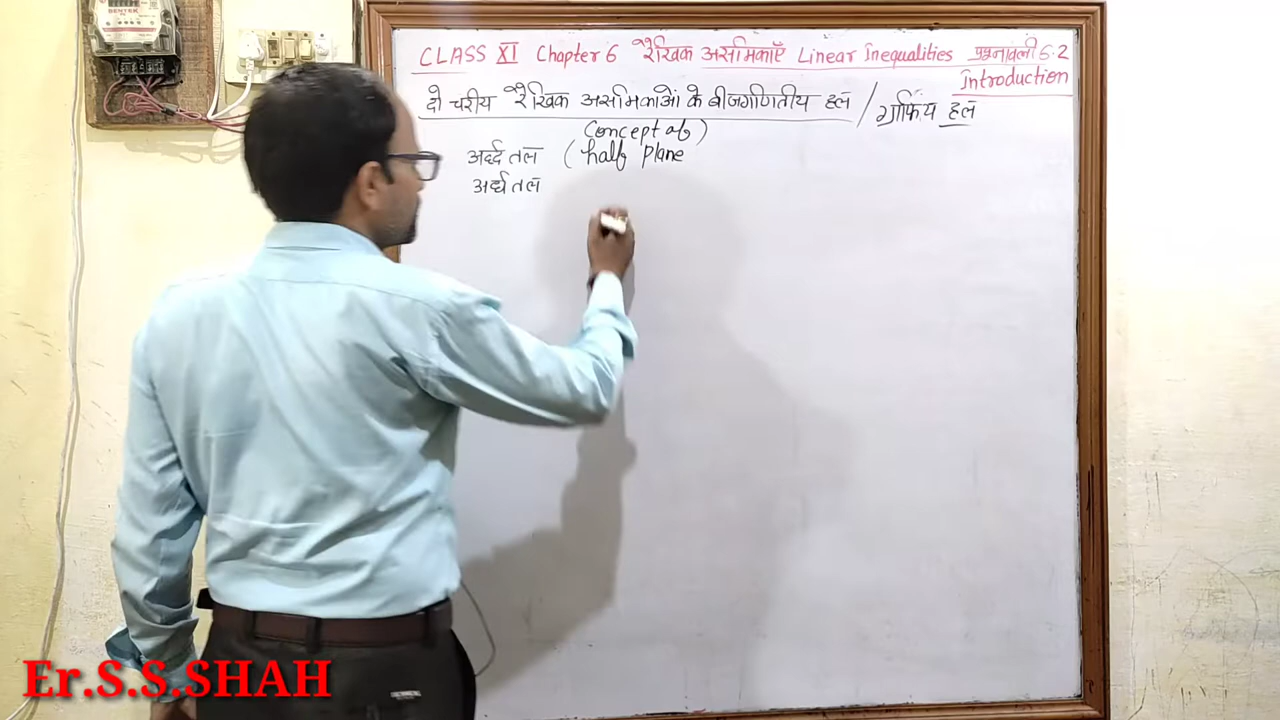 CLASS XI Chapter 6 रैखिक असमिकाएँ Linear Inequalities प्रश्नावली 6.2
Introduction
दो चरीय रैखिक असमिकाओं के बीजगणितीय हल / ग्राफिय हल
(Concept of)
अर्द्ध तल (half plane
अर्द्ध तल
Er.S.S.SHAH